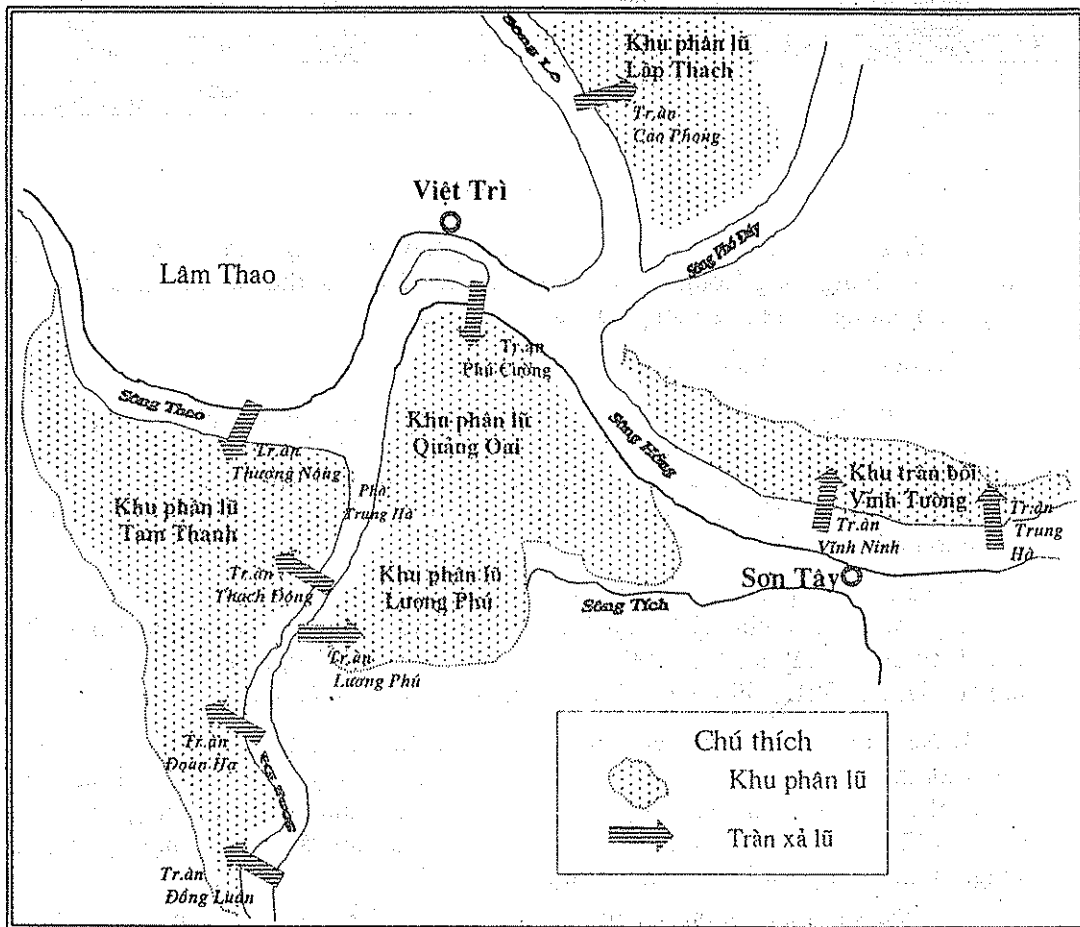 Sông Lô
Khu phân lũ
Lập Thạch
Tr.àn
Cao Phong
Việt Trì
Sông Phó Đáy
Lâm Thao
Tr.àn
Phú Cường
Sông Thao
Khu phân lũ
Quảng Oai
Sông Hồng
Tr.àn
Thượng Nông
Khu tràn bối
Vĩnh Tường
Phà
Trung Hà
Khu phân lũ
Tam Thanh
Tr.àn
Trung
Hà
Tr.àn
Vĩnh Ninh
Tr.àn
Thạch Đồng
Khu phân lũ
Lương Phú
Sơn Tây
Sông Tích
Tr.àn
Lương Phú
Tr.àn
Đoan Hạ
Chú thích
Khu phân lũ
Tràn xả lũ
Tr.àn
Đồng Luận